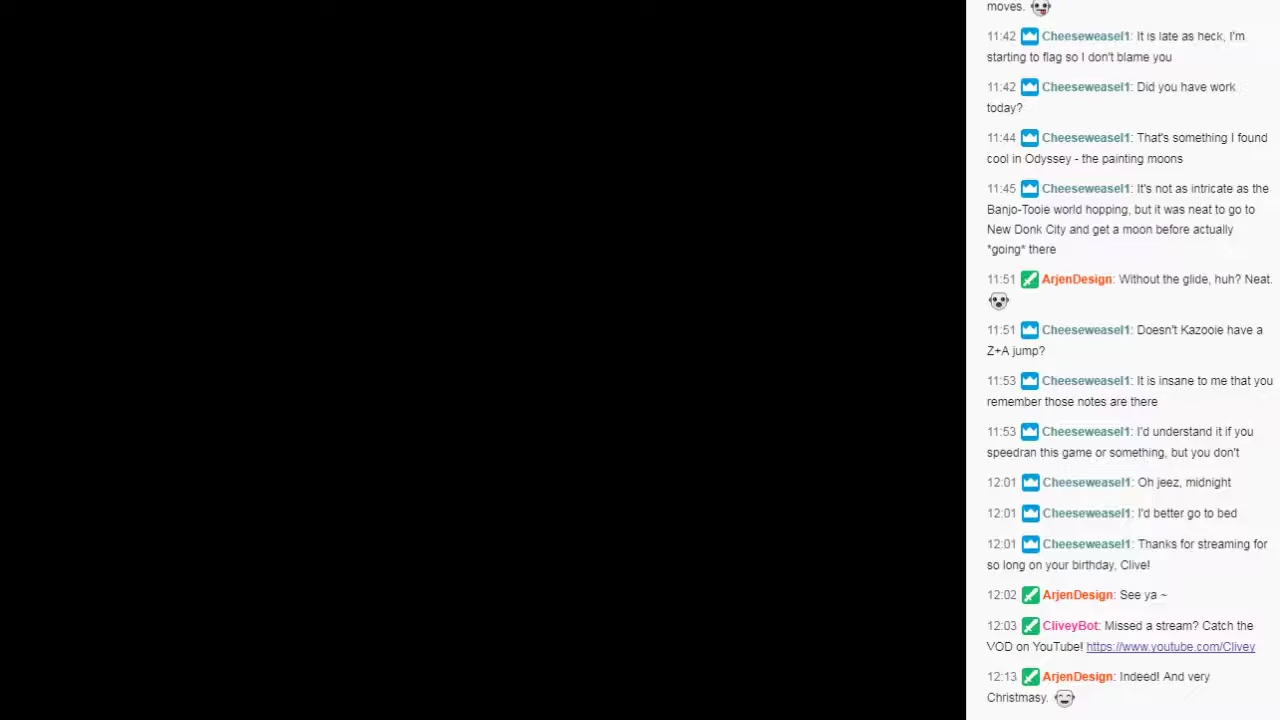 moves.
11:42 Cheeseweasel1: It is late as heck, I'm
starting to flag so I don't blame you
11:42 Cheeseweasel1: Did you have work
today?
11:44 Cheeseweasel1: That's something I found
cool in Odyssey - the painting moons
11:45 Cheeseweasel1: It's not as intricate as the
Banjo-Tooie world hopping, but it was neat to go to
New Donk City and get a moon before actually
*going* there
11:51 ArjenDesign: Without the glide, huh? Neat.
11:51 Cheeseweasel1: Doesn't Kazooie have a
Z+A jump?
11:53 Cheeseweasel1: It is insane to me that you
remember those notes are there
11:53 Cheeseweasel1: I'd understand it if you
speedran this game or something, but you don't
12:01 Cheeseweasel1: Oh jeez, midnight
12:01 Cheeseweasel1: I'd better go to bed
12:01 Cheeseweasel1: Thanks for streaming for
so long on your birthday, Clive!
12:02 ArjenDesign: See ya ~
12:03 CliveyBot: Missed a stream? Catch the
VOD on YouTube! https://www.youtube.com/Clivey
12:13 ArjenDesign: Indeed! And very
Christmasy.